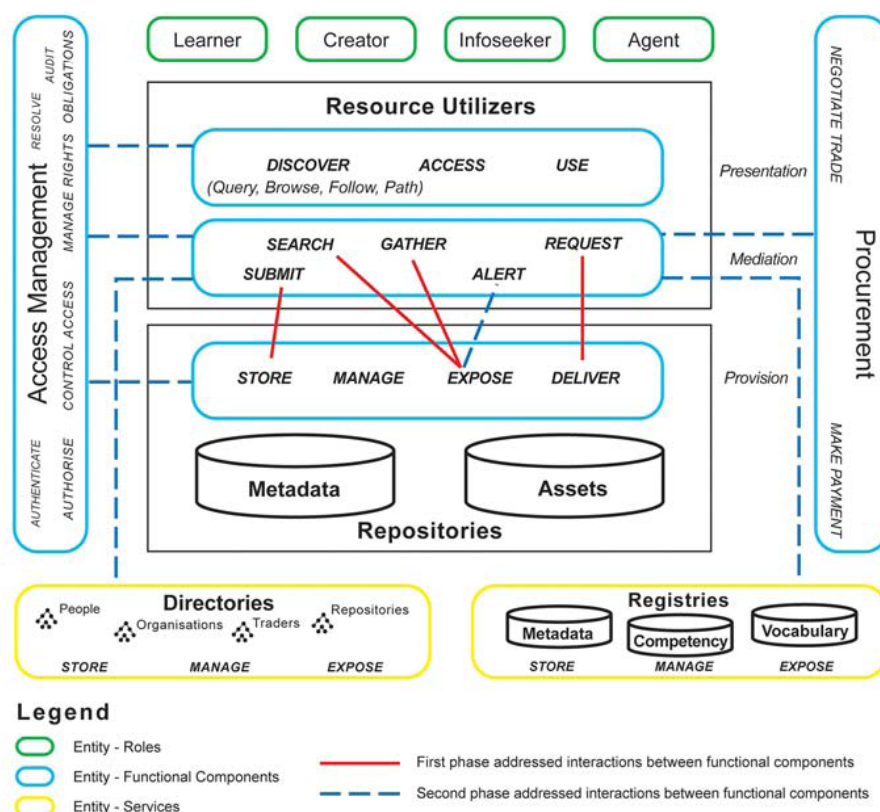 Learner
Creator
Infoseeker
Agent
Resource Utilizers
DISCOVER ACCESS USE
(Query, Browse, Follow, Path)
SEARCH GATHER REQUEST
SUBMIT ALERT
STORE MANAGE EXPOSE DELIVER
Metadata
Assets
Repositories
Presentation
Mediation
Provision
Access Management
AUDIT
OBLIGATIONS
RESOLVE
MANAGE RIGHTS
CONTROL ACCESS
AUTHENTICATE
AUTHORISE
Procurement
NEGOTIATE TRADE
MAKE PAYMENT
Directories
People
Organisations
Traders
Repositories
STORE MANAGE EXPOSE
Registries
Metadata
Competency
Vocabulary
STORE MANAGE EXPOSE
Legend
Entity - Roles
Entity - Functional Components
Entity - Services
First phase addressed interactions between functional components
Second phase addressed interactions between functional components